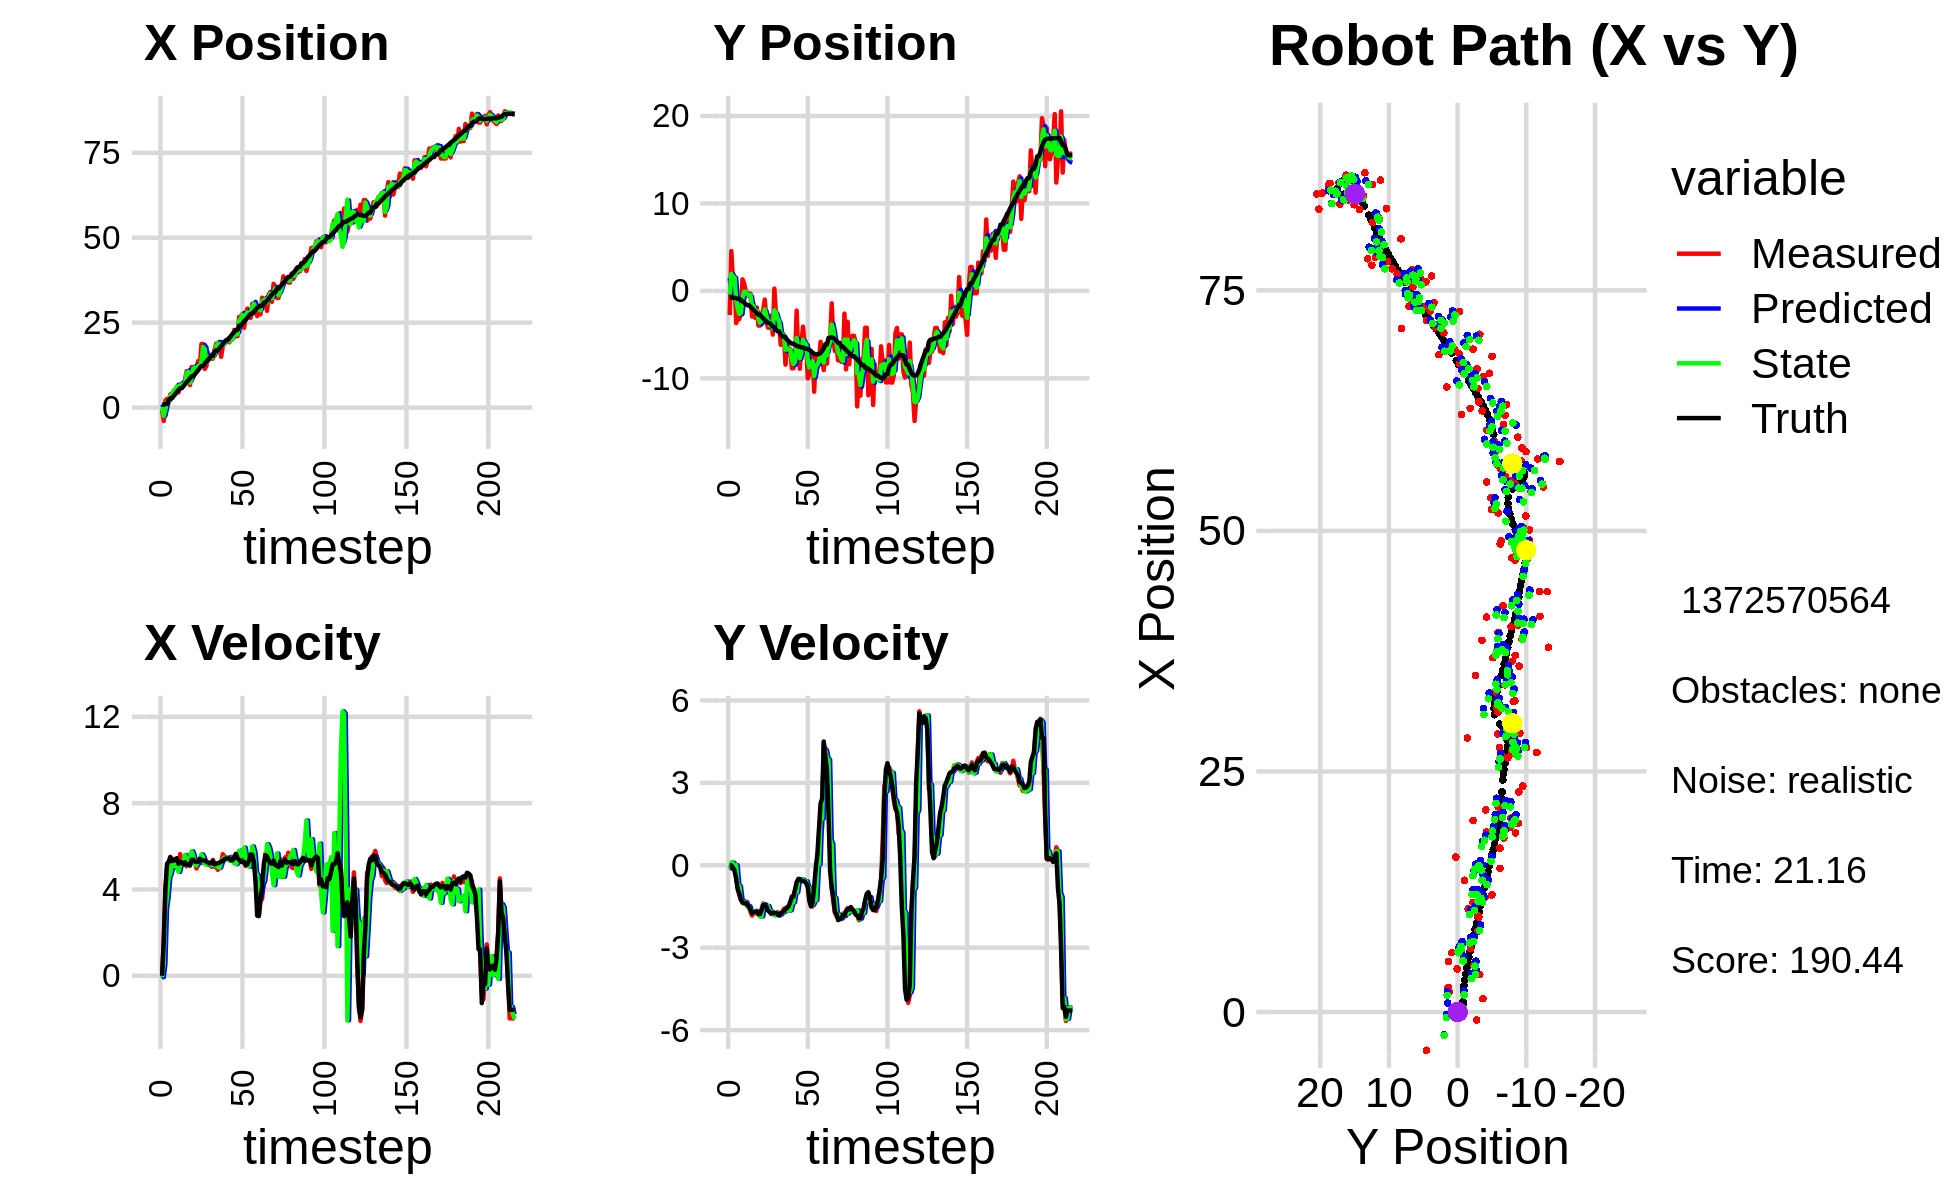 X Position
75
50
25
0
0
50
100
150
200
timestep
Y Position
20
10
0
-10
0
50
100
150
200
timestep
X Velocity
12
8
4
0
0
50
100
150
200
timestep
Y Velocity
6
3
0
-3
-6
0
50
100
150
200
timestep
Robot Path (X vs Y)
X Position
75
50
25
0
20 10 0 -10 -20
Y Position
variable
Measured
Predicted
State
Truth
1372570564
Obstacles: none
Noise: realistic
Time: 21.16
Score: 190.44